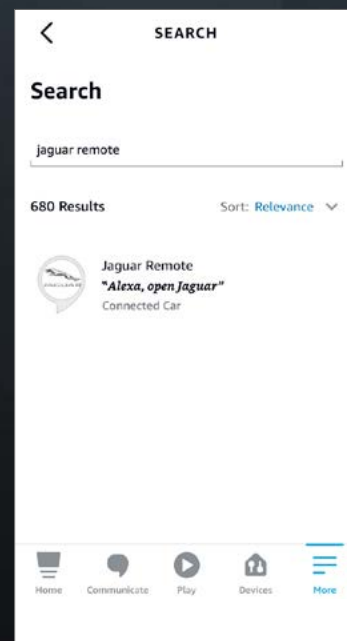 SEARCH
Search
jaguar remote
680 Results Sort: Relevance
Jaguar Remote
"Alexa, open Jaguar"
Connected Car
JAGUAR
Home Communicate Play Devices More